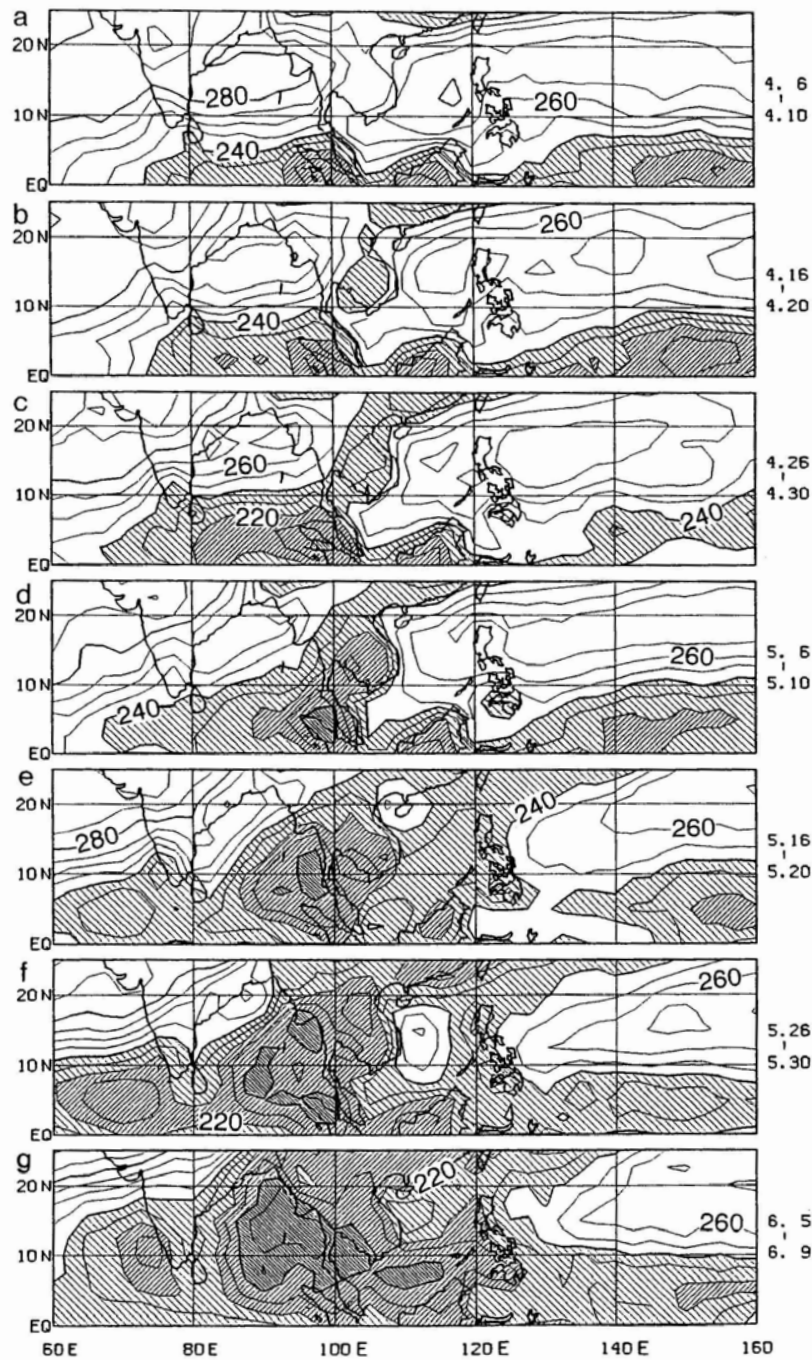 a
20N
10N
EQ
280
240
260
4. 6
4.10
b
20N
10N
EQ
240
260
4.16
4.20
c
20N
10N
EQ
260
220
240
4.26
4.30
d
20N
10N
EQ
240
260
5. 6
5.10
e
20N
10N
EQ
280
240
260
5.16
5.20
f
20N
10N
EQ
220
260
5.26
5.30
g
20N
10N
EQ
220
260
6. 5
6. 9
60E 80E 100E 120E 140E 160